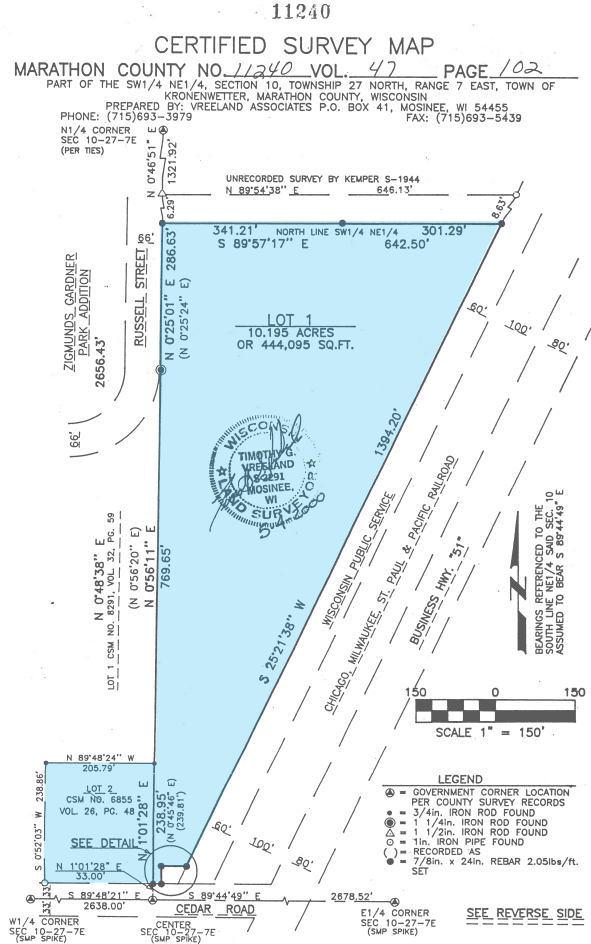 11240
CERTIFIED SURVEY MAP
MARATHON COUNTY NO. 11240 VOL. 47 PAGE 102
PART OF THE SW1/4 NE1/4, SECTION 10, TOWNSHIP 27 NORTH, RANGE 7 EAST, TOWN OF
KRONENWETTER, MARATHON COUNTY, WISCONSIN
PREPARED BY: VREELAND ASSOCIATES P.O. BOX 41, MOSINEE, WI 54455
PHONE: (715)693-3979 FAX: (715)693-5439
N1/4 CORNER
SEC 10-27-7E
(PER TIES)
N 0'46'51" E
1321.92'
UNRECORDED SURVEY BY KEMPER S-1944
N 89'54'38" E 646.13'
6.29'
8.63'
341.21' NORTH LINE SW1/4 NE1/4 301.29'
S 89'57'17" E 642.50'
66'
RUSSELL STREET
ZIGMUNDS GARDNER
PARK ADDITION
2656.43'
N 0'25'01" E 286.63'
(N 0'25'24" E)
LOT 1
10.195 ACRES
OR 444,095 SQ.FT.
60'
100'
80'
66'
1394.20'
WISCONSIN
TIMOTHY G.
VREELAND
S-2291
MOSINEE,
WI
LAND SURVEYOR
5-4-2000
N 0'48'38" E
LOT 1 CSM NO. 8291, VOL. 32, PG. 59
(N 0'56'20" E)
N 0'56'11" E
769.65'
S 25'21'38" W
WISCONSIN PUBLIC SERVICE
CHICAGO, MILWAUKEE, ST. PAUL & PACIFIC RAILROAD
BUSINESS HWY. "51"
N
BEARINGS REFERENCED TO THE
SOUTH LINE NE1/4 SAID SEC. 10
ASSUMED TO BEAR S 89'44'49" E
150 0 150
SCALE 1" = 150'
N 89'48'24" W
205.79'
238.86'
S 0'52'03" W
LOT 2
CSM NO. 6855
VOL. 26, PG. 48
N 1'01'28" E
238.95'
(N 0'45'46" E)
(239.81')
SEE DETAIL
N 1'01'28" E
33.00'
60'
100'
80'
LEGEND
= GOVERNMENT CORNER LOCATION
PER COUNTY SURVEY RECORDS
= 3/4in. IRON ROD FOUND
= 1 1/4in. IRON ROD FOUND
= 1 1/2in. IRON ROD FOUND
= 1in. IRON PIPE FOUND
( ) = RECORDED AS
= 7/8in. x 24in. REBAR 2.05lbs/ft.
SET
33' 33'
S 89'48'21" E
2638.00'
S 89'44'49" E 2678.52'
CEDAR ROAD
W1/4 CORNER
SEC 10-27-7E
(SMP SPIKE)
CENTER
SEC 10-27-7E
(SMP SPIKE)
E1/4 CORNER
SEC 10-27-7E
(SMP SPIKE)
SEE REVERSE SIDE